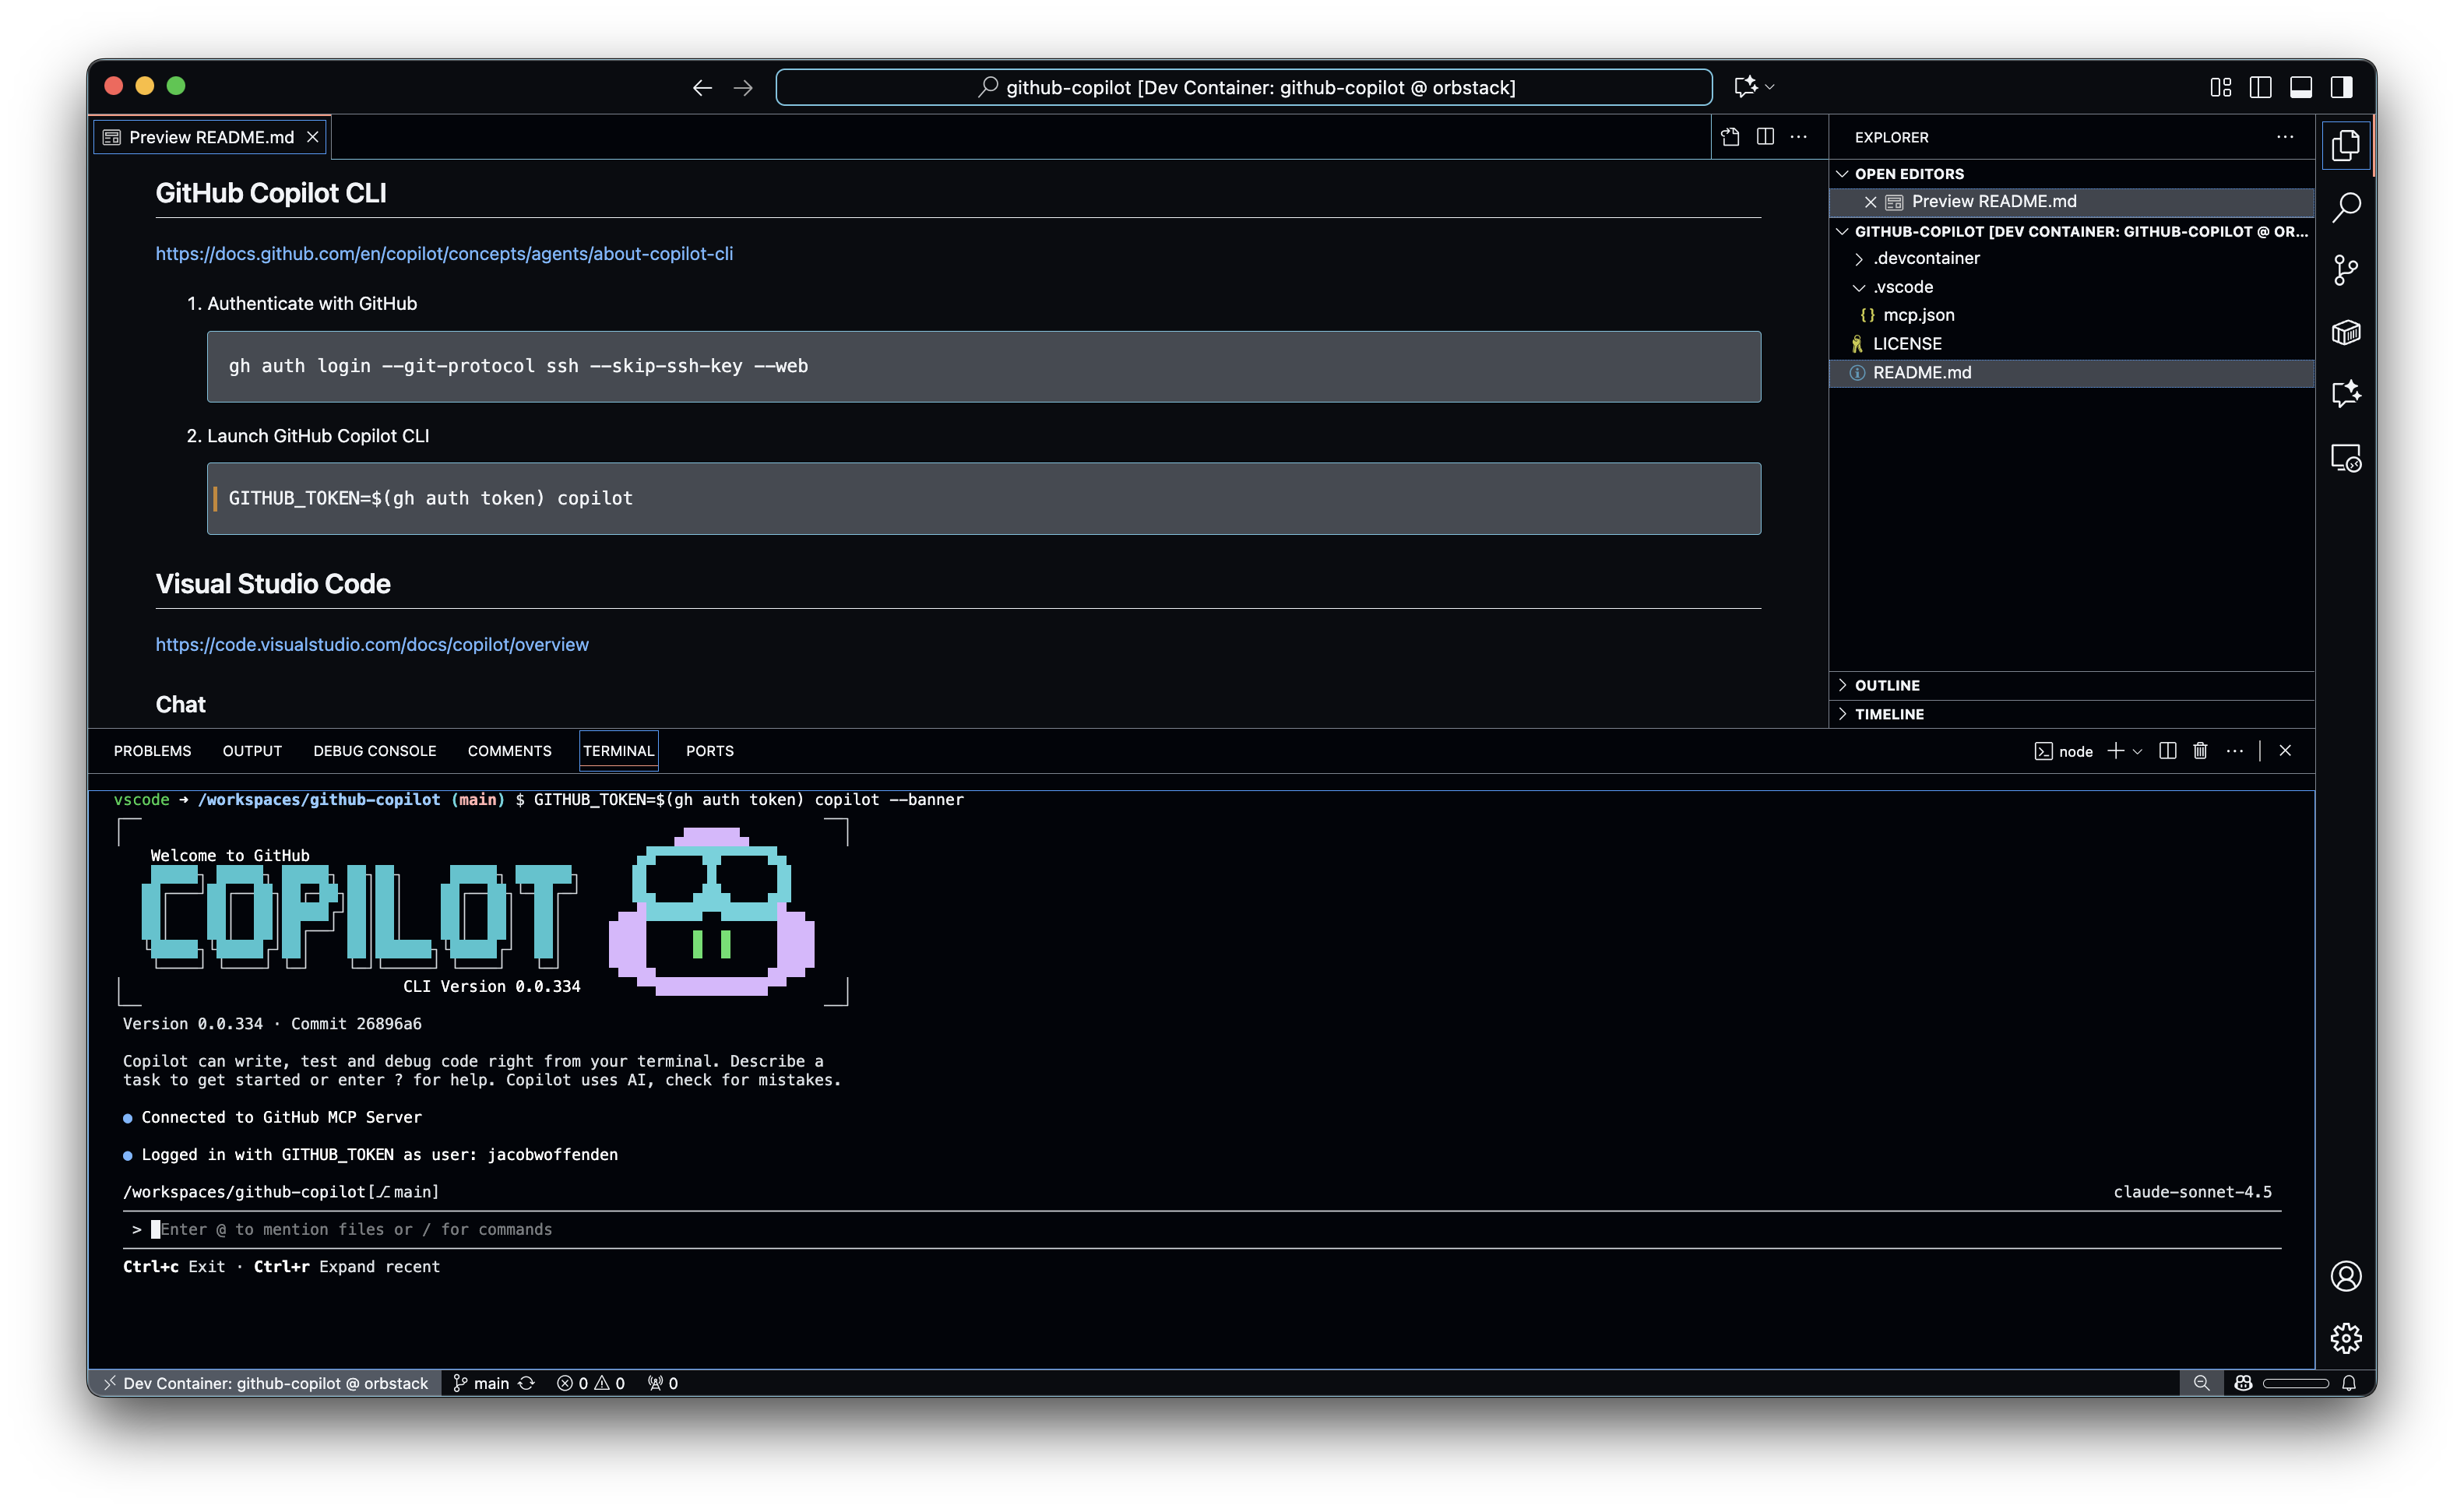 github-copilot [Dev Container: github-copilot @ orbstack]
Preview README.md
GitHub Copilot CLI
https://docs.github.com/en/copilot/concepts/agents/about-copilot-cli
1. Authenticate with GitHub
gh auth login --git-protocol ssh --skip-ssh-key --web
2. Launch GitHub Copilot CLI
GITHUB_TOKEN=$(gh auth token) copilot
Visual Studio Code
https://code.visualstudio.com/docs/copilot/overview
Chat
EXPLORER
OPEN EDITORS
Preview README.md
GITHUB-COPILOT [DEV CONTAINER: GITHUB-COPILOT @ OR...
.devcontainer
.vscode
{} mcp.json
LICENSE
README.md
OUTLINE
TIMELINE
PROBLEMS OUTPUT DEBUG CONSOLE COMMENTS TERMINAL PORTS
node
vscode ➜ /workspaces/github-copilot (main) $ GITHUB_TOKEN=$(gh auth token) copilot --banner
Welcome to GitHub
COPILOT
CLI Version 0.0.334
Version 0.0.334 · Commit 26896a6
Copilot can write, test and debug code right from your terminal. Describe a
task to get started or enter ? for help. Copilot uses AI, check for mistakes.
● Connected to GitHub MCP Server
● Logged in with GITHUB_TOKEN as user: jacobwoffenden
/workspaces/github-copilot[⎇ main]
claude-sonnet-4.5
> Enter @ to mention files or / for commands
Ctrl+c Exit · Ctrl+r Expand recent
Dev Container: github-copilot @ orbstack main 0 0 0